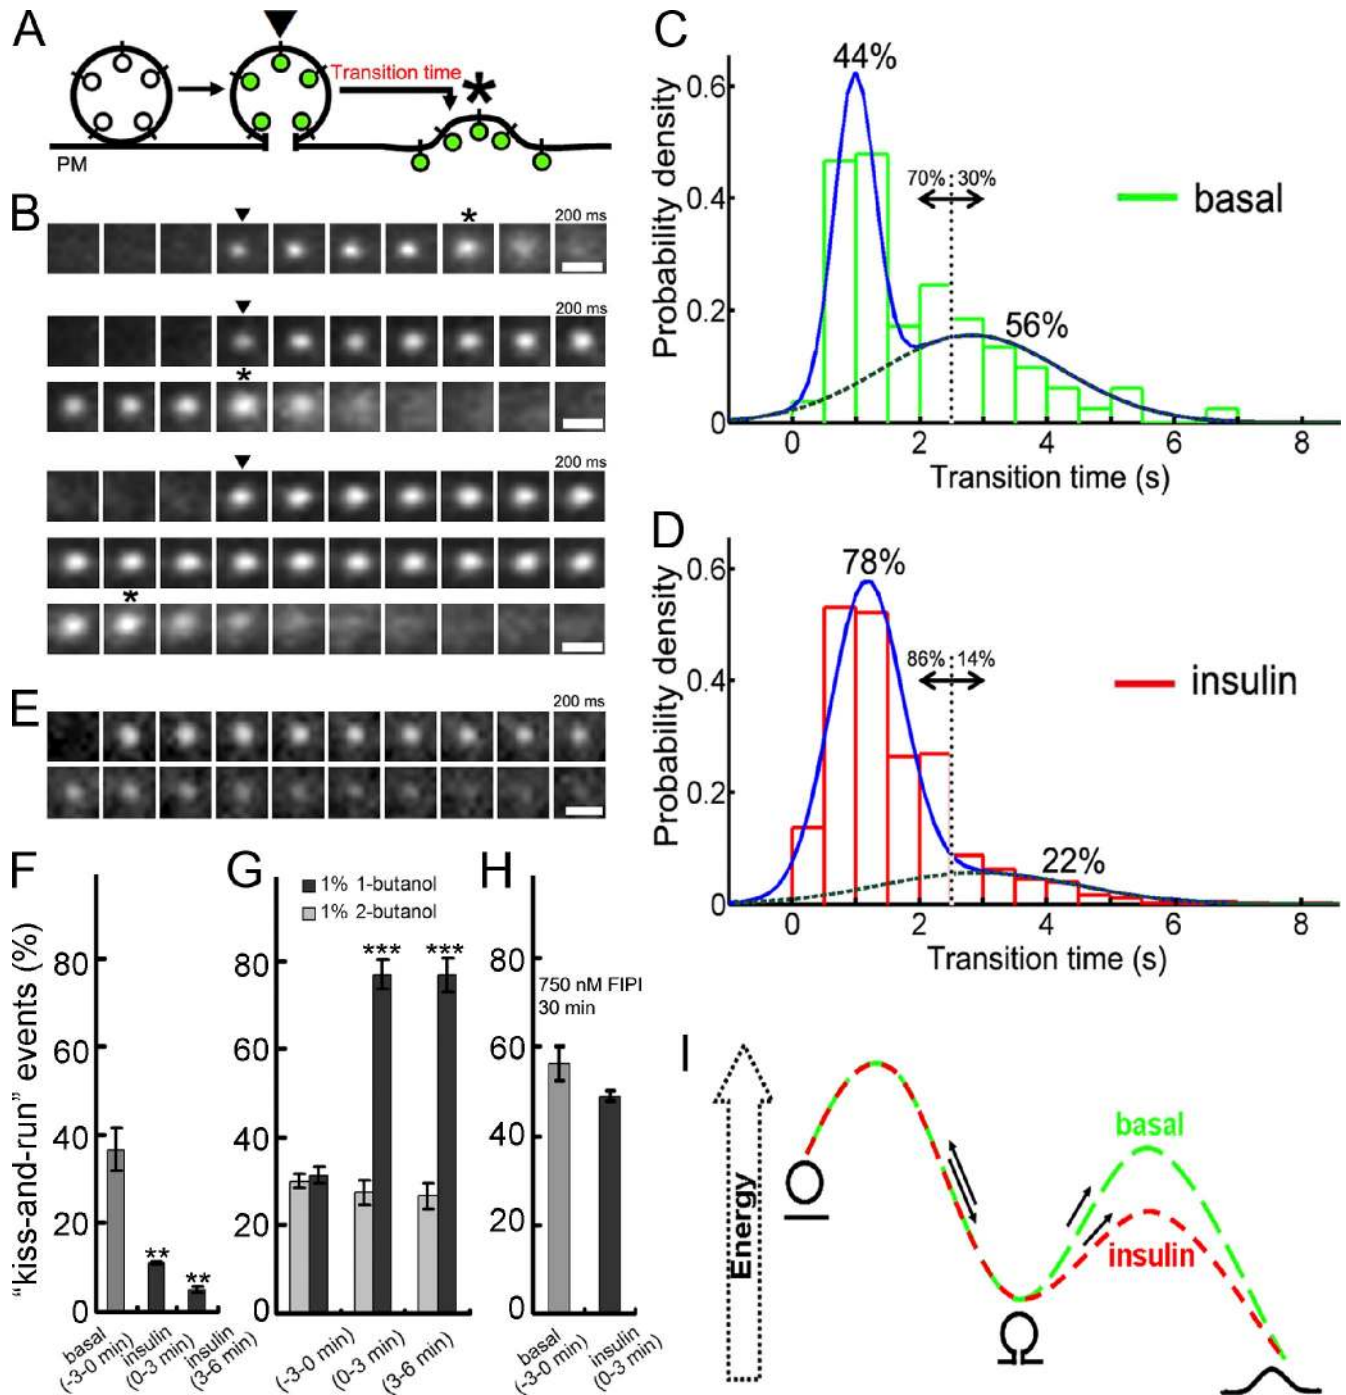 A
Transition time
*
PM
B
200 ms
*
200 ms
*
200 ms
*
E
200 ms
C
Probability density
0.6
0.4
0.2
0
44%
70% 30%
basal
56%
0 2 4 6 8
Transition time (s)
D
Probability density
0.6
0.4
0.2
0
78%
86% 14%
insulin
22%
0 2 4 6 8
Transition time (s)
F
"kiss-and-run" events (%)
80
60
40
20
0
**
**
basal
(-3-0 min)
insulin
(0-3 min)
insulin
(3-6 min)
G
1% 1-butanol
1% 2-butanol
80
60
40
20
0
***
***
(-3-0 min)
(0-3 min)
(3-6 min)
H
80
60
40
20
0
750 nM FIPI
30 min
basal
(-3-0 min)
insulin
(0-3 min)
I
Energy
basal
insulin